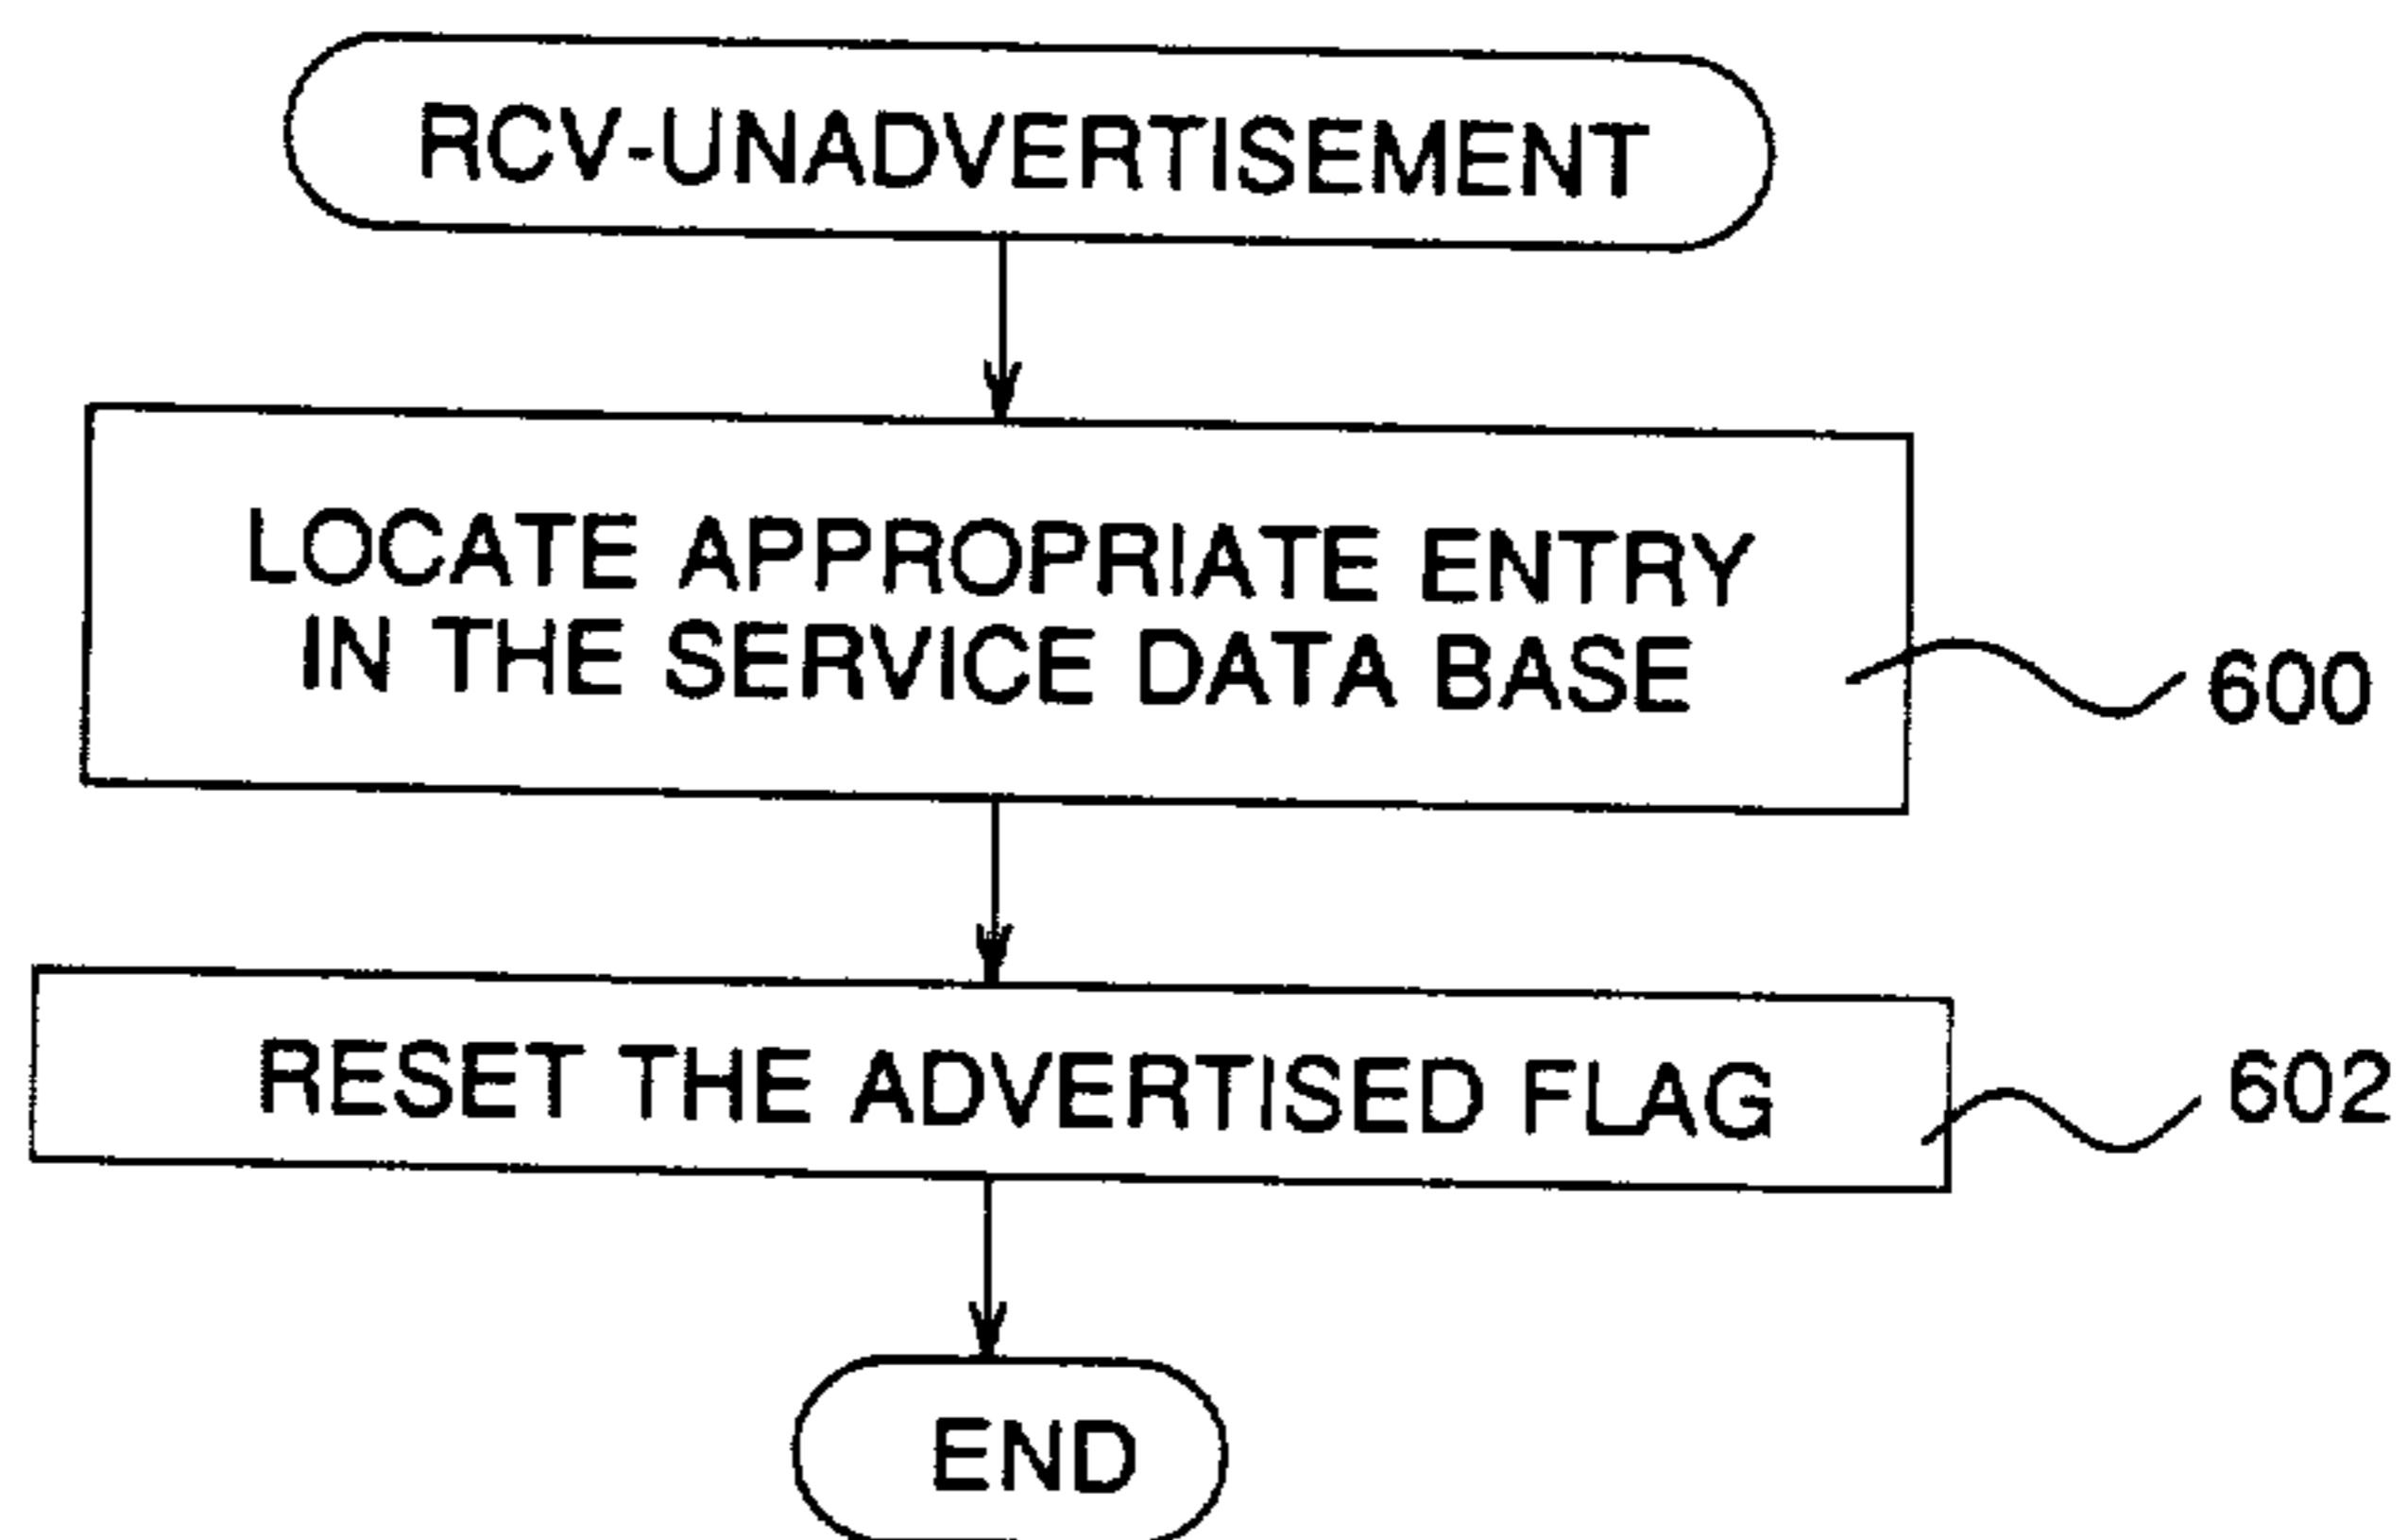 RCV-UNADVERTISEMENT
LOCATE APPROPRIATE ENTRY
IN THE SERVICE DATA BASE
600
RESET THE ADVERTISED FLAG
602
END